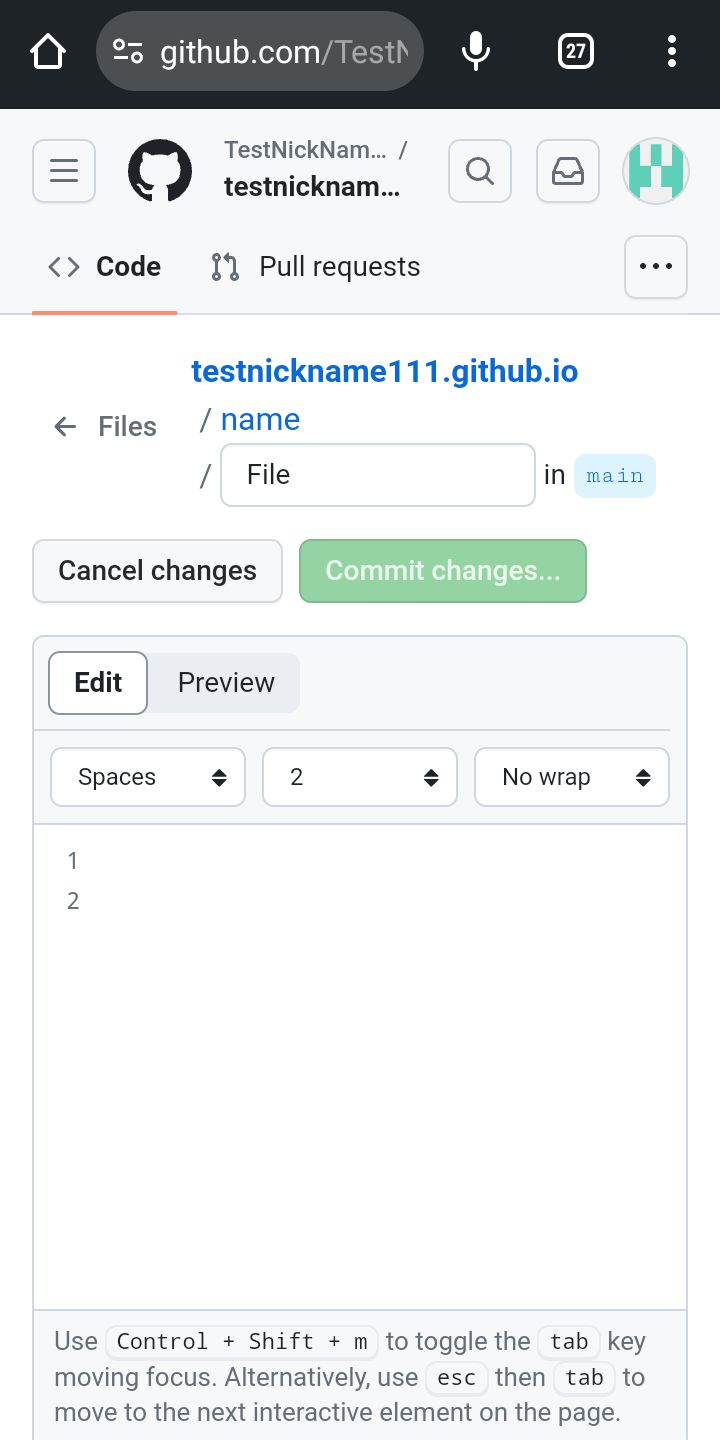 github.com/TestN
27
TestNickNam... /
testnicknam...
Code
Pull requests
testnickname111.github.io
/ name
Files
/ File in main
Cancel changes
Commit changes...
Edit
Preview
Spaces
2
No wrap
1
2
Use Control + Shift + m to toggle the tab key
moving focus. Alternatively, use esc then tab to
move to the next interactive element on the page.